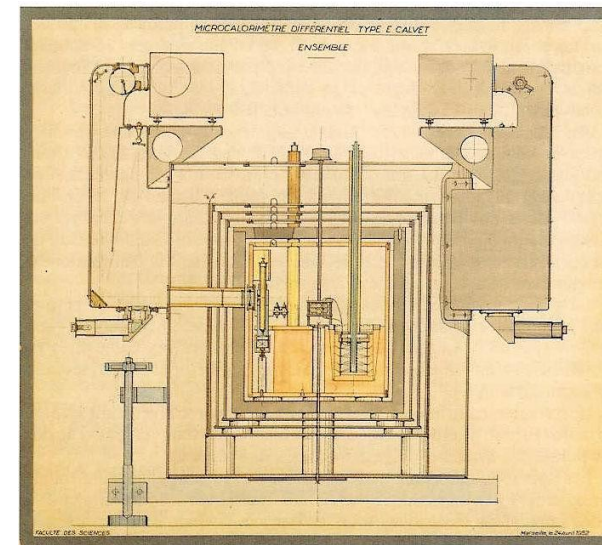 MICROCALORIMÈTRE DIFFÉRENTIEL TYPE E. CALVET
ENSEMBLE
FACULTÉ DES SCIENCES
Marseille, le 24 Avril 1952